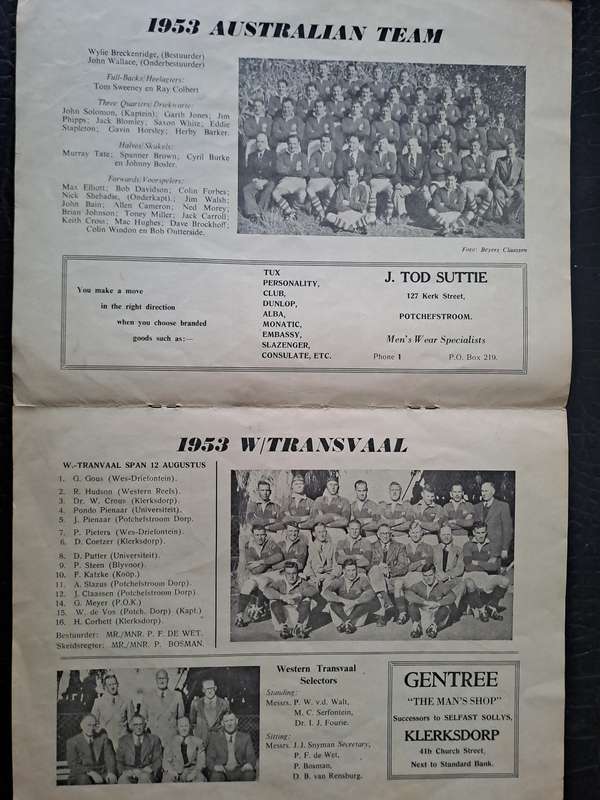 1953 AUSTRALIAN TEAM
Wylie Breckenridge, (Bestuurder)
John Wallace, (Onderbestuurder)
Full-Backs/Heelagters:
Tom Sweeney en Ray Colbert
Three Quarters/Driekwarte:
John Solomon, (Kaptein); Garth Jones; Jim
Phipps; Jack Blomley; Saxon White; Eddie
Stapleton; Gavin Horsley; Herby Barker.
Halves/Skakels:
Murray Tate; Spanner Brown; Cyril Burke
en Johnny Bosler.
Forwards/Voorspelers:
Max Elliott; Bob Davidson; Colin Forbes;
Nick Shehadie, (Onderkapt.); Jim Walsh;
John Bain; Allen Cameron; Ned Morey;
Brian Johnson; Toney Miller; Jack Carroll;
Keith Cross; Mac Hughes; Dave Brockhoff;
Colin Windon en Bob Outterside.
Foto: Beyers Claassen
You make a move
in the right direction
when you choose branded
goods such as:—
TUX
PERSONALITY,
CLUB,
DUNLOP,
ALBA,
MONATIC,
EMBASSY,
SLAZENGER,
CONSULATE, ETC.
J. TOD SUTTIE
127 Kerk Street,
POTCHEFSTROOM.
Men's Wear Specialists
Phone 1 P.O. Box 219.
1953 W/TRANSVAAL
W.-TRANVAAL SPAN 12 AUGUSTUS
1. G. Gous (Wes-Driefontein).
2. R. Hudson (Western Reels).
3. Dr. W. Crous (Klerksdorp).
4. Pondo Pienaar (Universiteit).
5. J. Pienaar (Potchefstroom Dorp.
7. P. Pieters (Wes-Driefontein).
6. D. Coetzer (Klerksdorp).
8. D. Putter (Universiteit).
9. P. Steen (Blyvoor).
10. F. Katzke (Koöp.)
11. A. Slazus (Potchefstroom Dorp).
12. J. Claassen (Potchefstroom Dorp).
14. G. Meyer (P.O.K.)
15. W. de Vos (Potch. Dorp) (Kapt.)
16. H. Corbett (Klerksdorp).
Bestuurder: MR./MNR. P. F. DE WET.
Skeidsregter: MR./MNR. P. BOSMAN.
Western Transvaal
Selectors
Standing:
Messrs. P. W. v.d. Walt,
M. C. Serfontein,
Dr. I. J. Fourie.
Sitting:
Messrs. J. J. Snyman Secretary,
P. F. de Wet,
P. Bosman,
D. B. van Rensburg.
GENTREE
"THE MAN'S SHOP"
Successors to SELFAST SOLLYS,
KLERKSDORP
41b Church Street,
Next to Standard Bank.